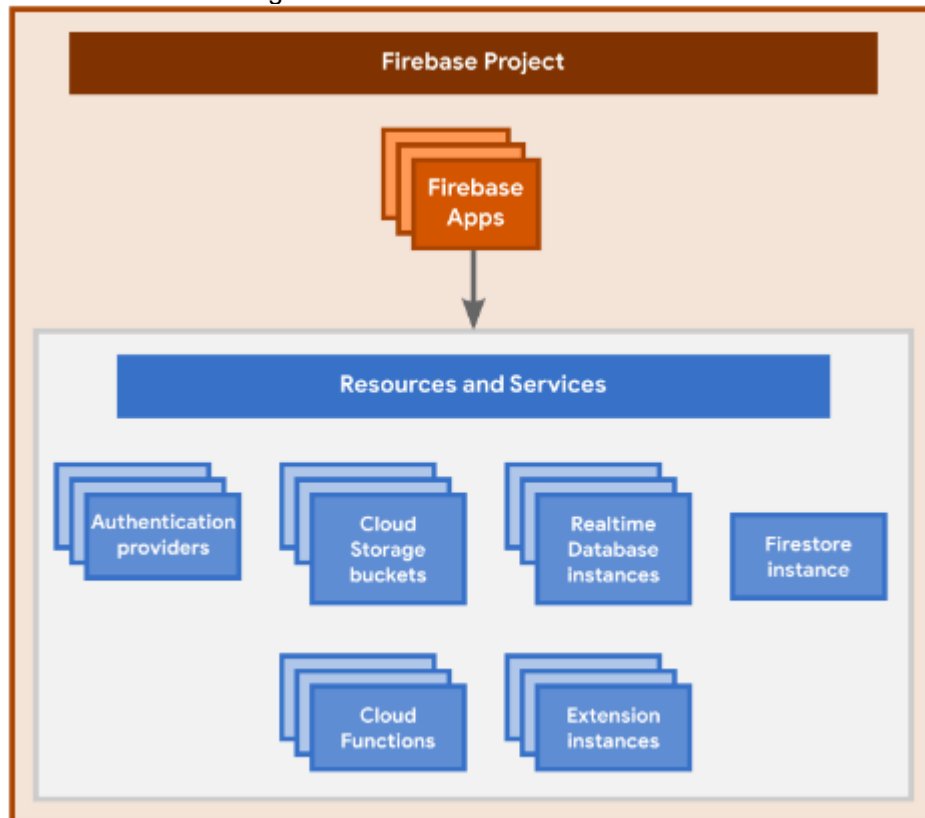 Firebase Project
Firebase
Apps
Resources and Services
Authentication
providers
Cloud
Storage
buckets
Realtime
Database
instances
Firestore
instance
Cloud
Functions
Extension
instances